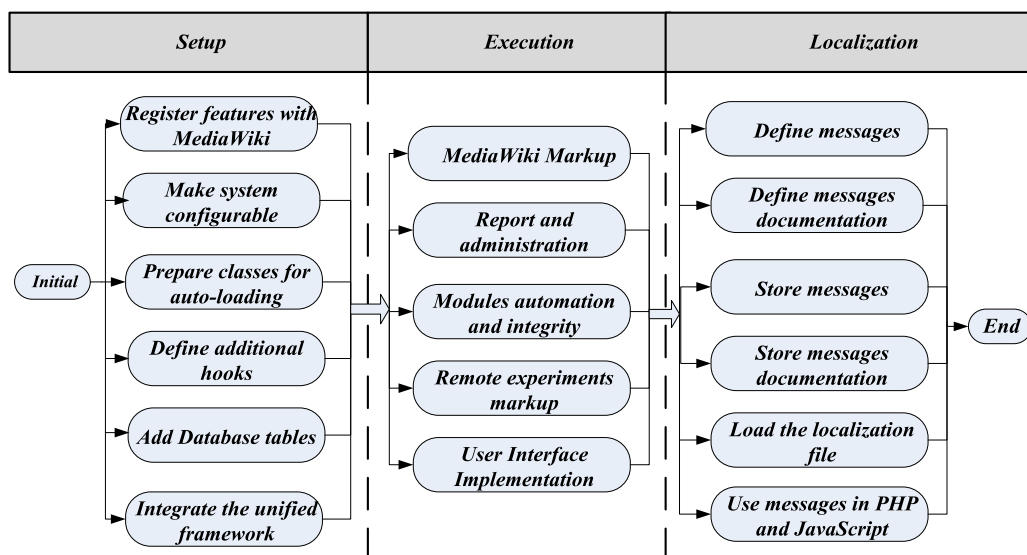 Setup
Execution
Localization
Initial
Register features with
MediaWiki
Make system
configurable
Prepare classes for
auto-loading
Define additional
hooks
Add Database tables
Integrate the unified
framework
MediaWiki Markup
Report and
administration
Modules automation
and integrity
Remote experiments
markup
User Interface
Implementation
Define messages
Define messages
documentation
Store messages
Store messages
documentation
Load the localization
file
Use messages in PHP
and JavaScript
End